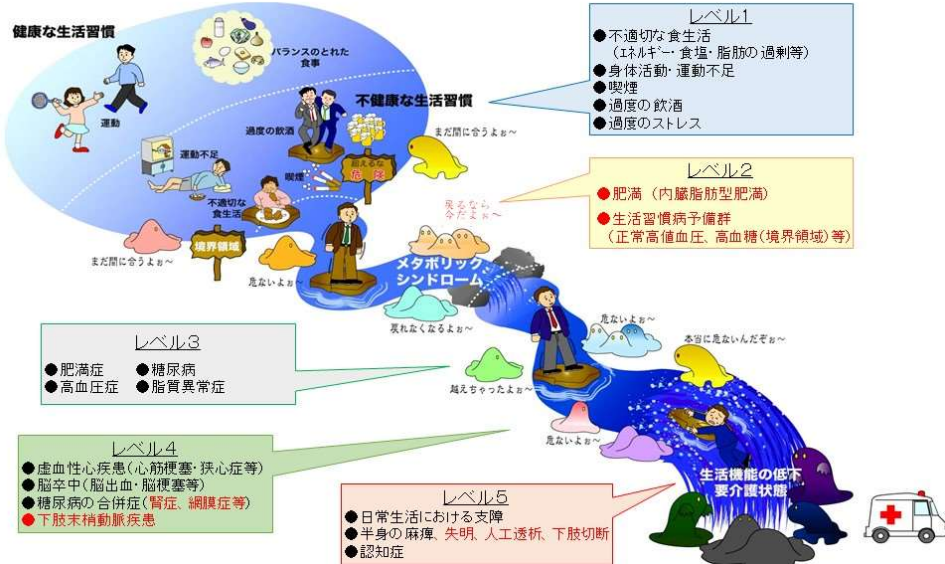 健康な生活習慣
バランスのとれた
食事
運動
不健康な生活習慣
過度の飲酒
運動不足
喫煙
超えるな
危険
不適切な
食生活
境界領域
まだ間に合うよぉ～
まだ間に合うよぉ～
危ないよぉ～
戻るなら
今だよぉ～
メタボリック
シンドローム
戻れなくなるよぉ～
危ないよぉ～
本当に危ないんだぞぉ～
越えちゃったよぉ～
危ないよぉ～
生活機能の低下
要介護状態
レベル1
●不適切な食生活
（エネルギー・食塩・脂肪の過剰等）
●身体活動・運動不足
●喫煙
●過度の飲酒
●過度のストレス
レベル2
●肥満（内臓脂肪型肥満）
●生活習慣病予備群
（正常高値血圧、高血糖（境界領域）等）
レベル3
●肥満症 ●糖尿病
●高血圧症 ●脂質異常症
レベル4
●虚血性心疾患（心筋梗塞・狭心症等）
●脳卒中（脳出血・脳梗塞等）
●糖尿病の合併症（腎症、網膜症等）
●下肢末梢動脈疾患
レベル5
●日常生活における支障
●半身の麻痺、失明、人工透析、下肢切断
●認知症